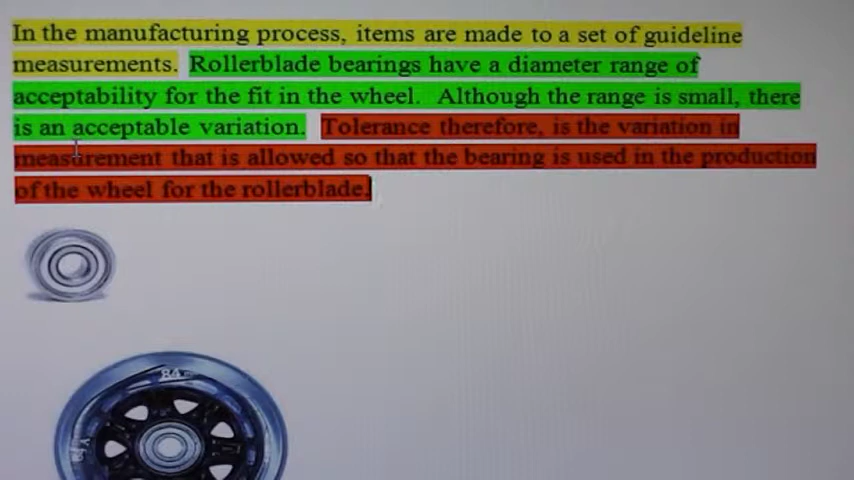 In the manufacturing process, items are made to a set of guideline
measurements. Rollerblade bearings have a diameter range of
acceptability for the fit in the wheel. Although the range is small, there
is an acceptable variation. Tolerance therefore, is the variation in
measurement that is allowed so that the bearing is used in the production
of the wheel for the rollerblade.
84